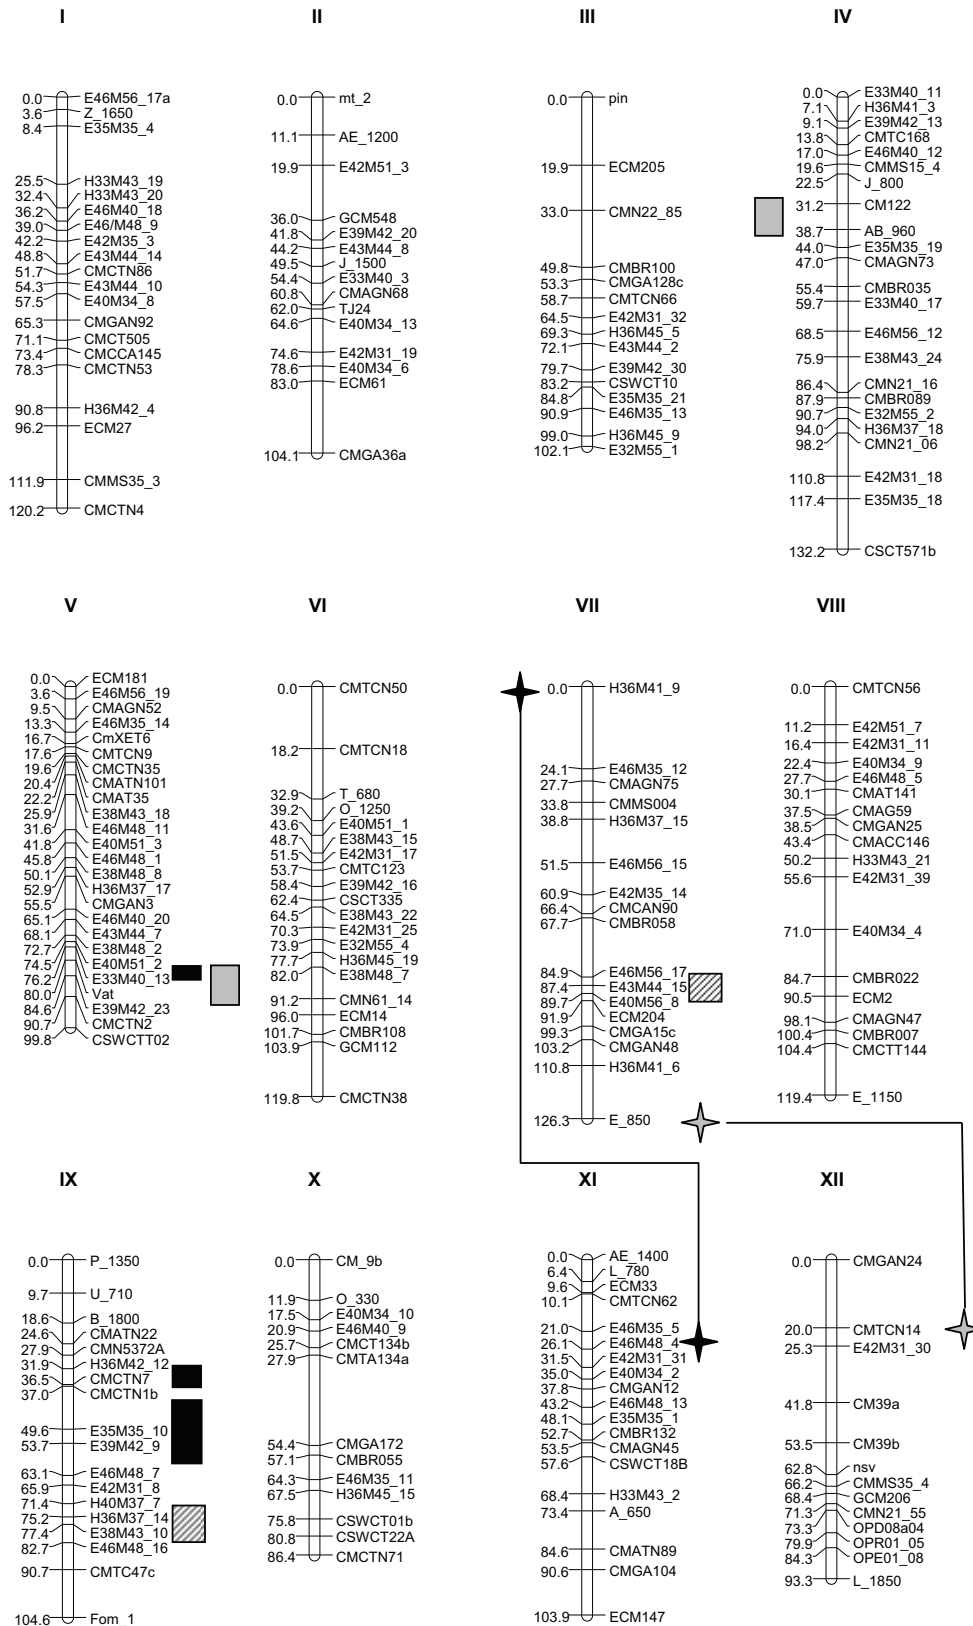 I
0.0 E46M56_17a
3.6 Z_1650
8.4 E35M35_4
25.5 H33M43_19
32.4 H33M43_20
36.2 E46M40_18
39.0 E46/M48_9
42.2 E42M35_3
48.8 E43M44_14
51.7 CMCTN86
54.3 E43M44_10
57.5 E40M34_8
65.3 CMGAN92
71.1 CMCT505
73.4 CMCCA145
78.3 CMCTN53
90.8 H36M42_4
96.2 ECM27
111.9 CMMS35_3
120.2 CMCTN4
II
0.0 mt_2
11.1 AE_1200
19.9 E42M51_3
36.0 GCM548
41.8 E39M42_20
44.2 E43M44_8
49.5 J_1500
54.4 E33M40_3
60.8 CMAGN68
62.0 TJ24
64.6 E40M34_13
74.6 E42M31_19
78.6 E40M34_6
83.0 ECM61
104.1 CMGA36a
III
0.0 pin
19.9 ECM205
33.0 CMN22_85
49.8 CMBR100
53.3 CMGA128c
58.7 CMTCN66
64.5 E42M31_32
69.3 H36M45_5
72.1 E43M44_2
79.7 E39M42_30
83.2 CSWCT10
84.8 E35M35_21
90.9 E46M35_13
99.0 H36M45_9
102.1 E32M55_1
IV
0.0 E33M40_11
7.1 H36M41_3
9.1 E39M42_13
13.8 CMTC168
17.0 E46M40_12
19.6 CMMS15_4
22.5 J_800
31.2 CM122
38.7 AB_960
44.0 E35M35_19
47.0 CMAGN73
55.4 CMBR035
59.7 E33M40_17
68.5 E46M56_12
75.9 E38M43_24
86.4 CMN21_16
87.9 CMBR089
90.7 E32M55_2
94.0 H36M37_18
98.2 CMN21_06
110.8 E42M31_18
117.4 E35M35_18
132.2 CSCT571b
V
0.0 ECM181
3.6 E46M56_19
9.5 CMAGN52
13.3 E46M35_14
16.7 CmXET6
17.6 CMTCN9
19.6 CMCTN35
20.4 CMATN101
22.2 CMAT35
25.9 E38M43_18
31.6 E46M48_11
41.8 E40M51_3
45.8 E46M48_1
50.1 E38M48_8
52.9 H36M37_17
55.5 CMGAN3
65.1 E46M40_20
68.1 E43M44_7
72.7 E38M48_2
74.5 E40M51_2
76.2 E33M40_13
80.0 Vat
84.6 E39M42_23
90.7 CMCTN2
99.8 CSWCTT02
VI
0.0 CMTCN50
18.2 CMTCN18
32.9 T_680
39.2 O_1250
43.6 E40M51_1
48.7 E38M43_15
51.5 E42M31_17
53.7 CMTC123
58.4 E39M42_16
62.4 CSCT335
64.5 E38M43_22
70.3 E42M31_25
73.9 E32M55_4
77.7 H36M45_19
82.0 E38M48_7
91.2 CMN61_14
96.0 ECM14
101.7 CMBR108
103.9 GCM112
119.8 CMCTN38
VII
0.0 H36M41_9
24.1 E46M35_12
27.7 CMAGN75
33.8 CMMS004
38.8 H36M37_15
51.5 E46M56_15
60.9 E42M35_14
66.4 CMCAN90
67.7 CMBR058
84.9 E46M56_17
87.4 E43M44_15
89.7 E40M56_8
91.9 ECM204
99.3 CMGA15c
103.2 CMGAN48
110.8 H36M41_6
126.3 E_850
VIII
0.0 CMTCN56
11.2 E42M51_7
16.4 E42M31_11
22.4 E40M34_9
27.7 E46M48_5
30.1 CMAT141
37.5 CMAG59
38.5 CMGAN25
43.4 CMACC146
50.2 H33M43_21
55.6 E42M31_39
71.0 E40M34_4
84.7 CMBR022
90.5 ECM2
98.1 CMAGN47
100.4 CMBR007
104.4 CMCTT144
119.4 E_1150
IX
0.0 P_1350
9.7 U_710
18.6 B_1800
24.6 CMATN22
27.9 CMN5372A
31.9 H36M42_12
36.5 CMCTN7
37.0 CMCTN1b
49.6 E35M35_10
53.7 E39M42_9
63.1 E46M48_7
65.9 E42M31_8
71.4 H40M37_7
75.2 H36M37_14
77.4 E38M43_10
82.7 E46M48_16
90.7 CMTC47c
104.6 Fom_1
X
0.0 CM_9b
11.9 O_330
17.5 E40M34_10
20.9 E46M40_9
25.7 CMCT134b
27.9 CMTA134a
54.4 CMGA172
57.1 CMBR055
64.3 E46M35_11
67.5 H36M45_15
75.8 CSWCT01b
80.8 CSWCT22A
86.4 CMCTN71
XI
0.0 AE_1400
6.4 L_780
9.6 ECM33
10.1 CMTCN62
21.0 E46M35_5
26.1 E46M48_4
31.5 E42M31_31
35.0 E40M34_2
37.8 CMGAN12
43.2 E46M48_13
48.1 E35M35_1
52.7 CMBR132
53.5 CMAGN45
57.6 CSWCT18B
68.4 H33M43_2
73.4 A_650
84.6 CMATN89
90.6 CMGA104
103.9 ECM147
XII
0.0 CMGAN24
20.0 CMTCN14
25.3 E42M31_30
41.8 CM39a
53.5 CM39b
62.8 nsv
66.2 CMMS35_4
68.4 GCM206
71.3 CMN21_55
73.3 OPD08a04
79.9 OPR01_05
84.3 OPE01_08
93.3 L_1850